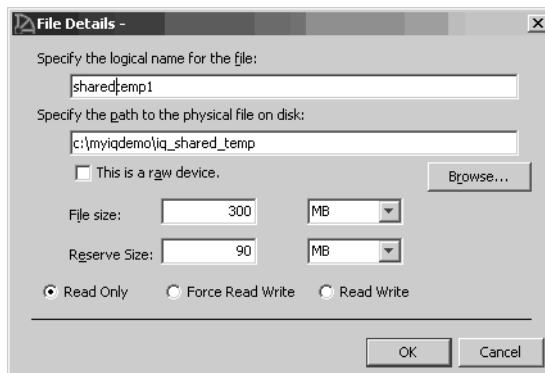 File Details -
Specify the logical name for the file:
sharedtemp1
Specify the path to the physical file on disk:
c:\myiqdemo\iq_shared_temp
This is a raw device.
Browse...
File size: 300 MB
Reserve Size: 90 MB
Read Only Force Read Write Read Write
OK Cancel